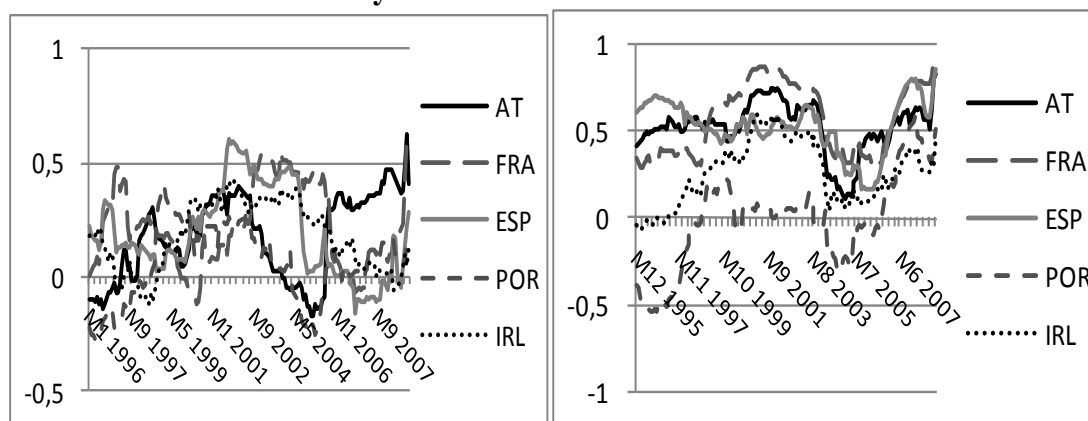 y
1
0,5
0
-0,5
M1 1996
M9 1997
M5 1999
M1 2001
M9 2002
M5 2004
M1 2006
M9 2007
AT
FRA
ESP
POR
IRL
1
0,5
0
-0,5
-1
M12 1995
M11 1997
M10 1999
M9 2001
M8 2003
M7 2005
M6 2007
AT
FRA
ESP
POR
IRL